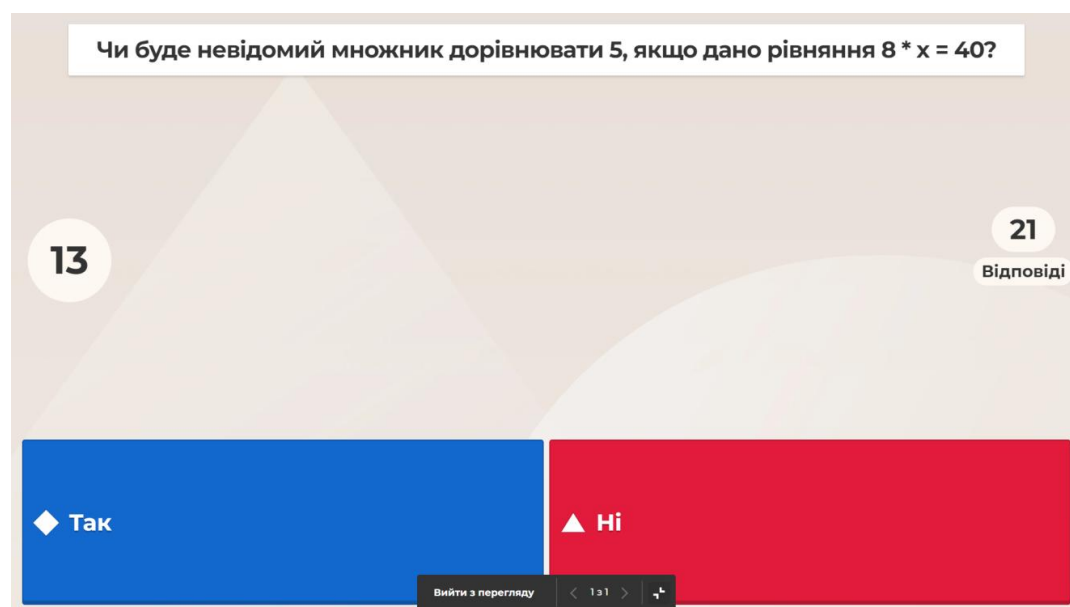 Чи буде невідомий множник дорівнювати 5, якщо дано рівняння 8 * x = 40?
13
21
Відповіді
Так
Ні
Вийти з перегляду
1 з 1